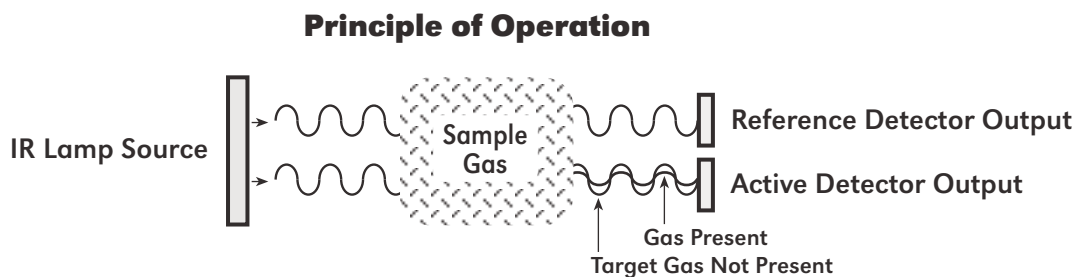 Principle of Operation
IR Lamp Source
Sample
Gas
Reference Detector Output
Active Detector Output
Gas Present
Target Gas Not Present